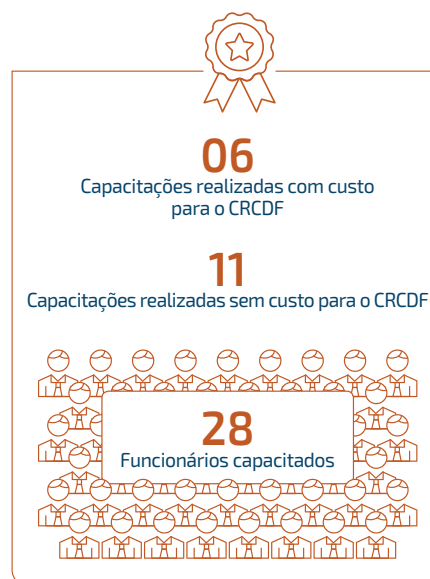 06
Capacitações realizadas com custo
para o CRCDF
11
Capacitações realizadas sem custo para o CRCDF
28
Funcionários capacitados